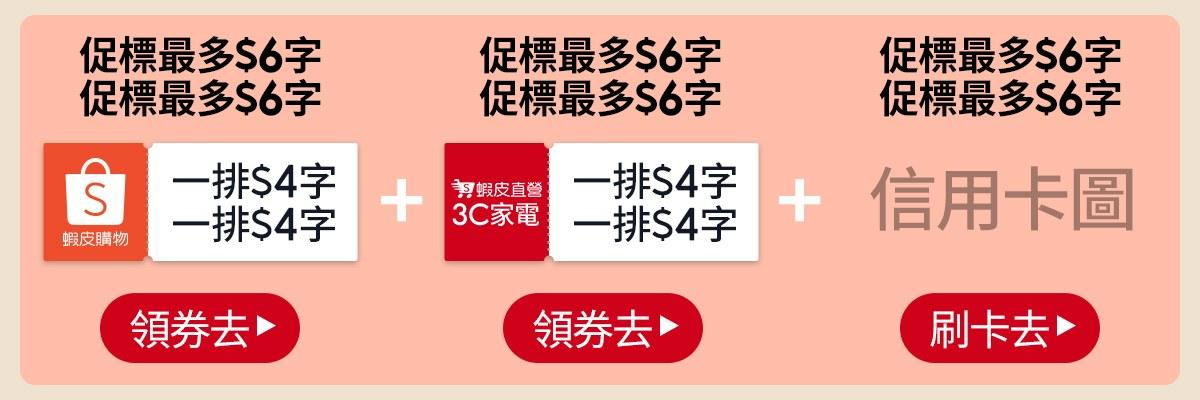 促標最多$6字
促標最多$6字
S
蝦皮購物
一排$4字
一排$4字
領券去
+
促標最多$6字
促標最多$6字
S 蝦皮直營
3C家電
一排$4字
一排$4字
領券去
+
促標最多$6字
促標最多$6字
信用卡圖
刷卡去